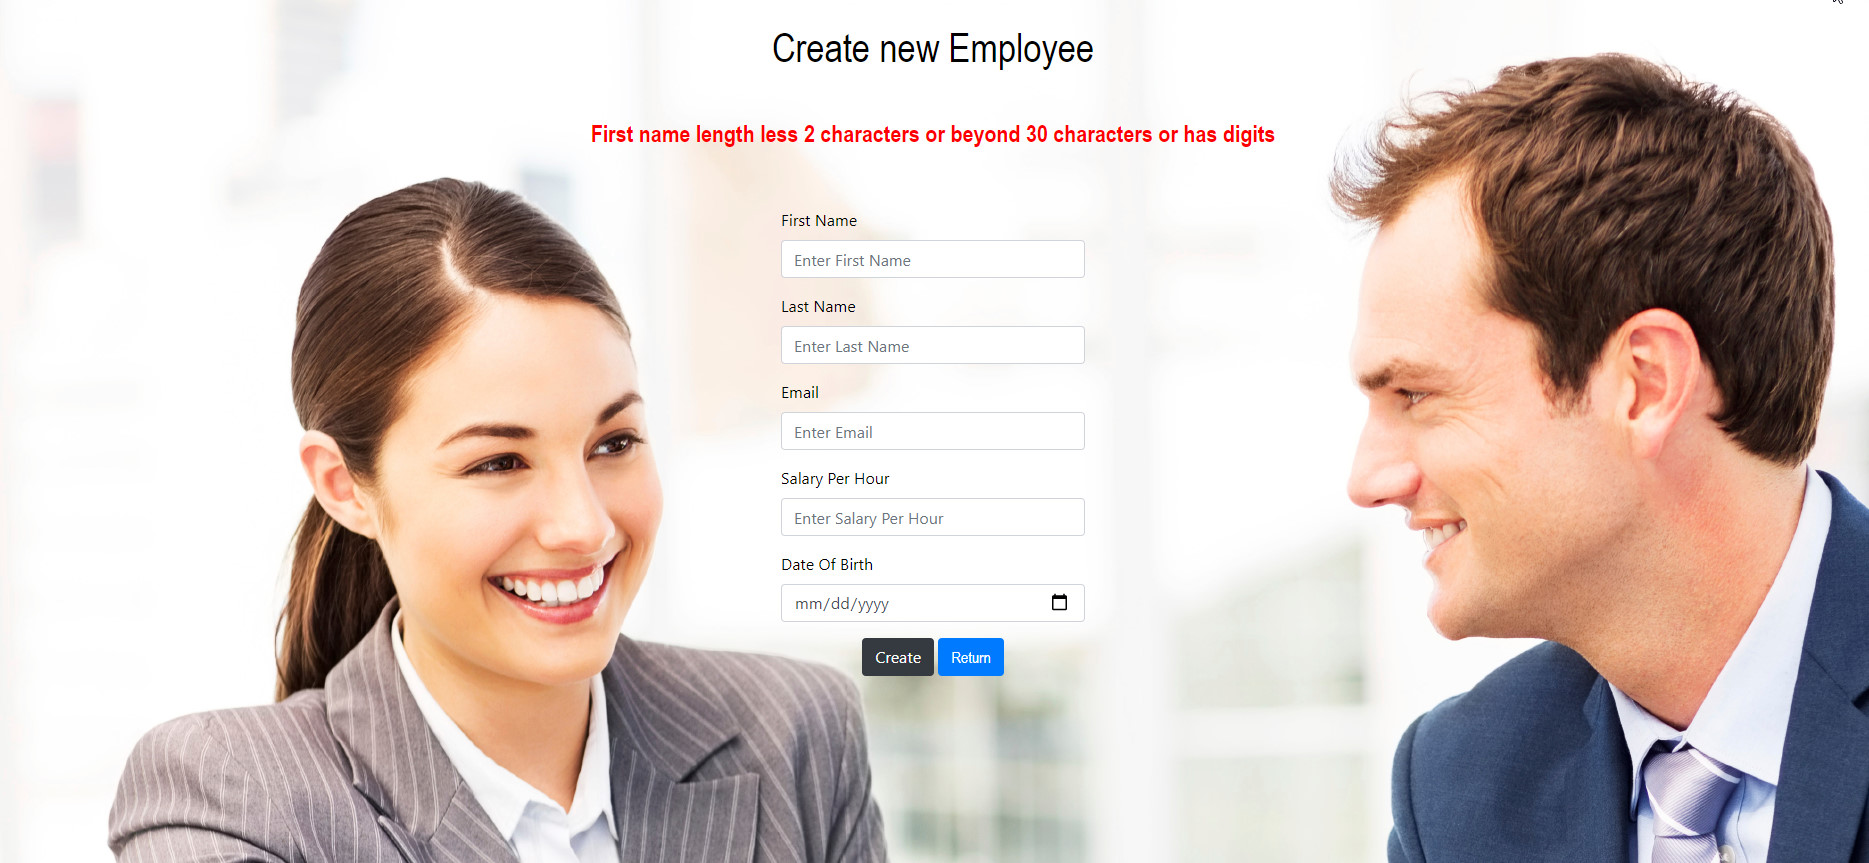 Create new Employee
First name length less 2 characters or beyond 30 characters or has digits
First Name
Enter First Name
Last Name
Enter Last Name
Email
Enter Email
Salary Per Hour
Enter Salary Per Hour
Date Of Birth
mm/dd/yyyy
Create Return